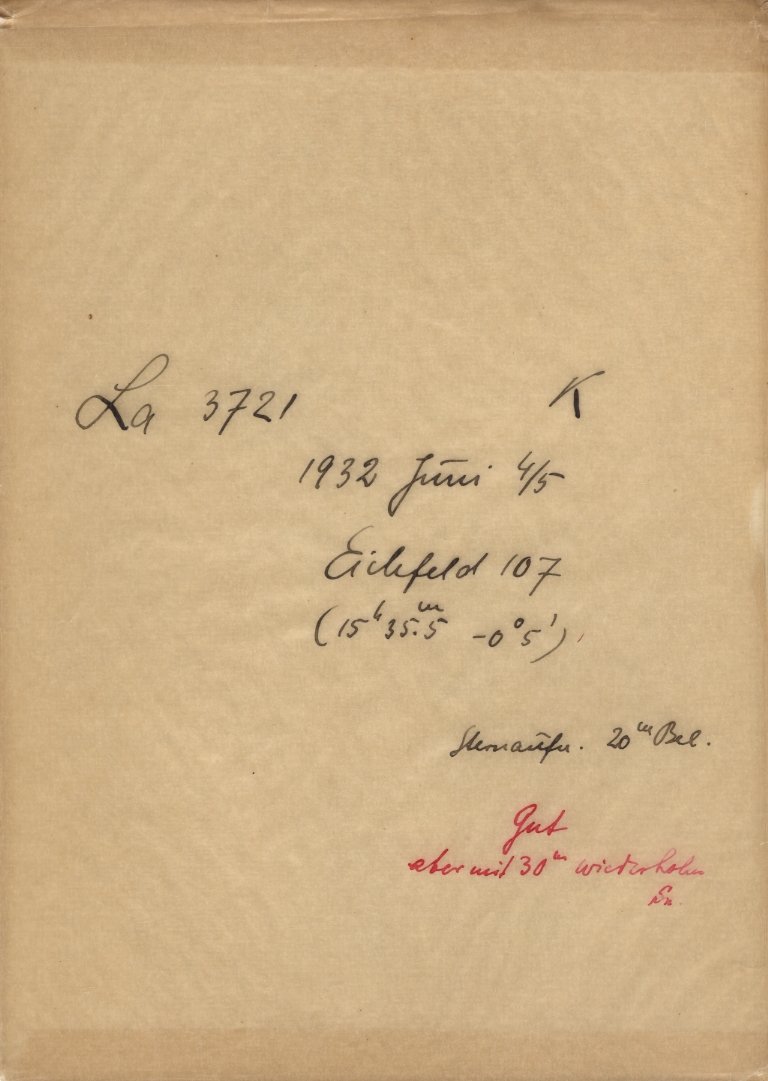 La 3721 K
1932 Juni 4/5
Eichfeld 107
(15ʰ 35.ᵐ5 -0° 5')
Sternaufn. 20ᵐ Bel.
Gut
aber mit 30ᵐ wiederholen